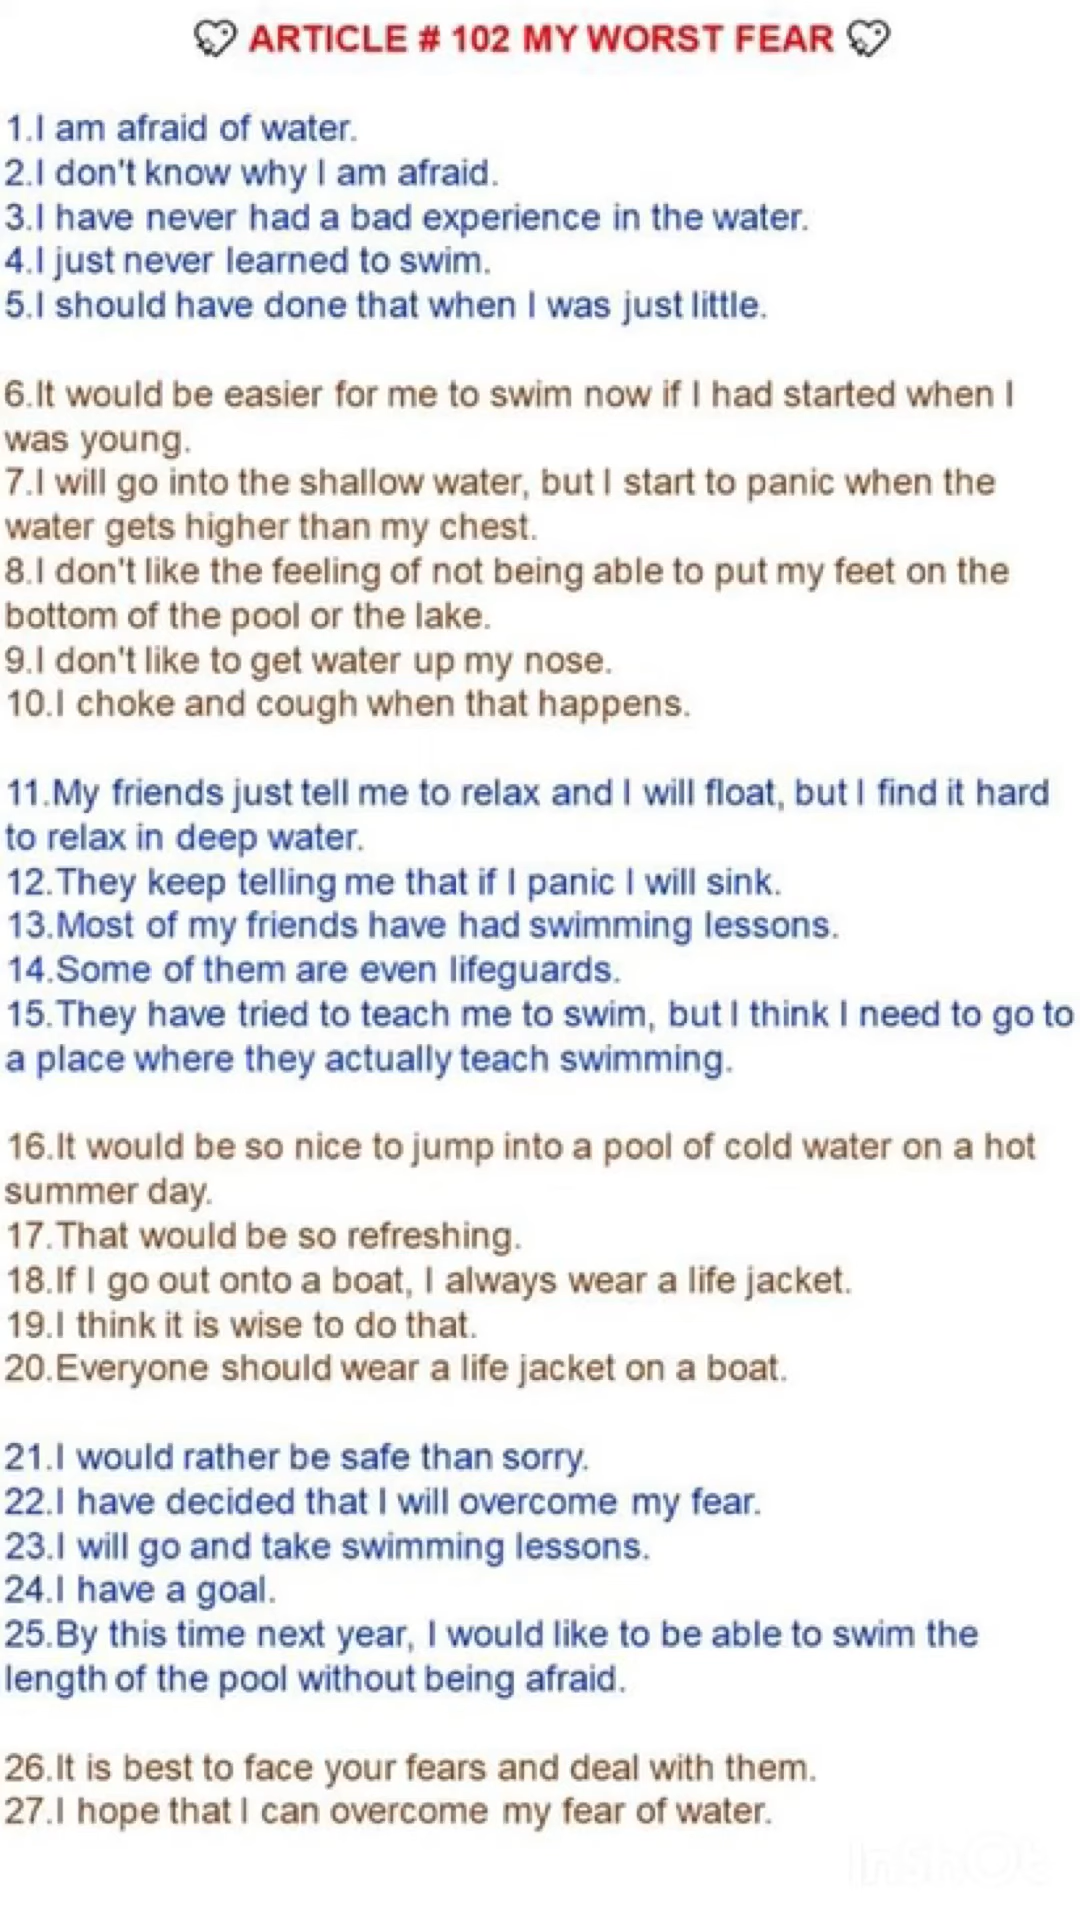 ARTICLE # 102 MY WORST FEAR
1.I am afraid of water.
2.I don't know why I am afraid.
3.I have never had a bad experience in the water.
4.I just never learned to swim.
5.I should have done that when I was just little.
6.It would be easier for me to swim now if I had started when I
was young.
7.I will go into the shallow water, but I start to panic when the
water gets higher than my chest.
8.I don't like the feeling of not being able to put my feet on the
bottom of the pool or the lake.
9.I don't like to get water up my nose.
10.I choke and cough when that happens.
11.My friends just tell me to relax and I will float, but I find it hard
to relax in deep water.
12.They keep telling me that if I panic I will sink.
13.Most of my friends have had swimming lessons.
14.Some of them are even lifeguards.
15.They have tried to teach me to swim, but I think I need to go to
a place where they actually teach swimming.
16.It would be so nice to jump into a pool of cold water on a hot
summer day.
17.That would be so refreshing.
18.If I go out onto a boat, I always wear a life jacket.
19.I think it is wise to do that.
20.Everyone should wear a life jacket on a boat.
21.I would rather be safe than sorry.
22.I have decided that I will overcome my fear.
23.I will go and take swimming lessons.
24.I have a goal.
25.By this time next year, I would like to be able to swim the
length of the pool without being afraid.
26.It is best to face your fears and deal with them.
27.I hope that I can overcome my fear of water.
InShOt